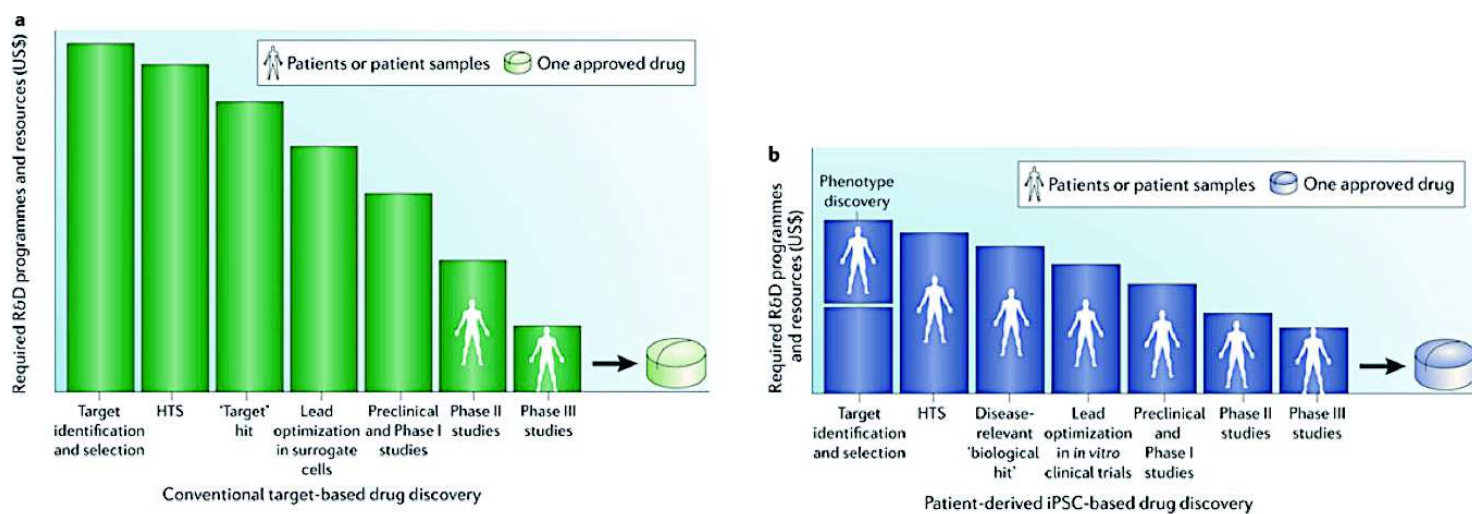 a
Required R&D programmes and resources (US$)
Patients or patient samples
One approved drug
Target
identification
and selection
HTS
'Target'
hit
Lead
optimization
in surrogate
cells
Preclinical
and Phase I
studies
Phase II
studies
Phase III
studies
Conventional target-based drug discovery
b
Required R&D programmes
and resources (US$)
Phenotype
discovery
Patients or patient samples
One approved drug
Target
identification
and selection
HTS
Disease-
relevant
'biological
hit'
Lead
optimization
in in vitro
clinical trials
Preclinical
and
Phase I
studies
Phase II
studies
Phase III
studies
Patient-derived iPSC-based drug discovery